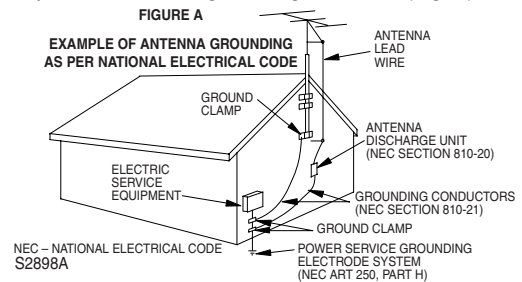 FIGURE A
EXAMPLE OF ANTENNA GROUNDING
AS PER NATIONAL ELECTRICAL CODE
ANTENNA
LEAD
WIRE
GROUND
CLAMP
ANTENNA
DISCHARGE UNIT
(NEC SECTION 810-20)
ELECTRIC
SERVICE
EQUIPMENT
GROUNDING CONDUCTORS
(NEC SECTION 810-21)
GROUND CLAMP
NEC – NATIONAL ELECTRICAL CODE
S2898A
POWER SERVICE GROUNDING
ELECTRODE SYSTEM
(NEC ART 250, PART H)